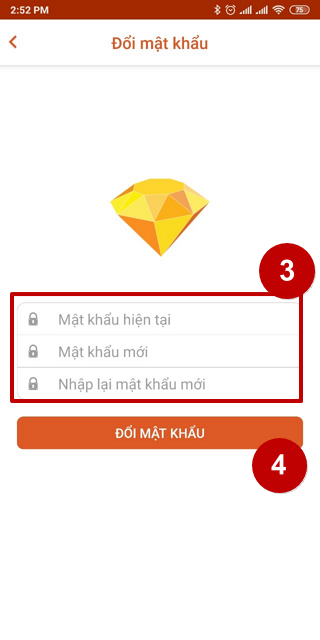 2:52 PM
75
Đổi mật khẩu
3
Mật khẩu hiện tại
Mật khẩu mới
Nhập lại mật khẩu mới
ĐỔI MẬT KHẨU
4